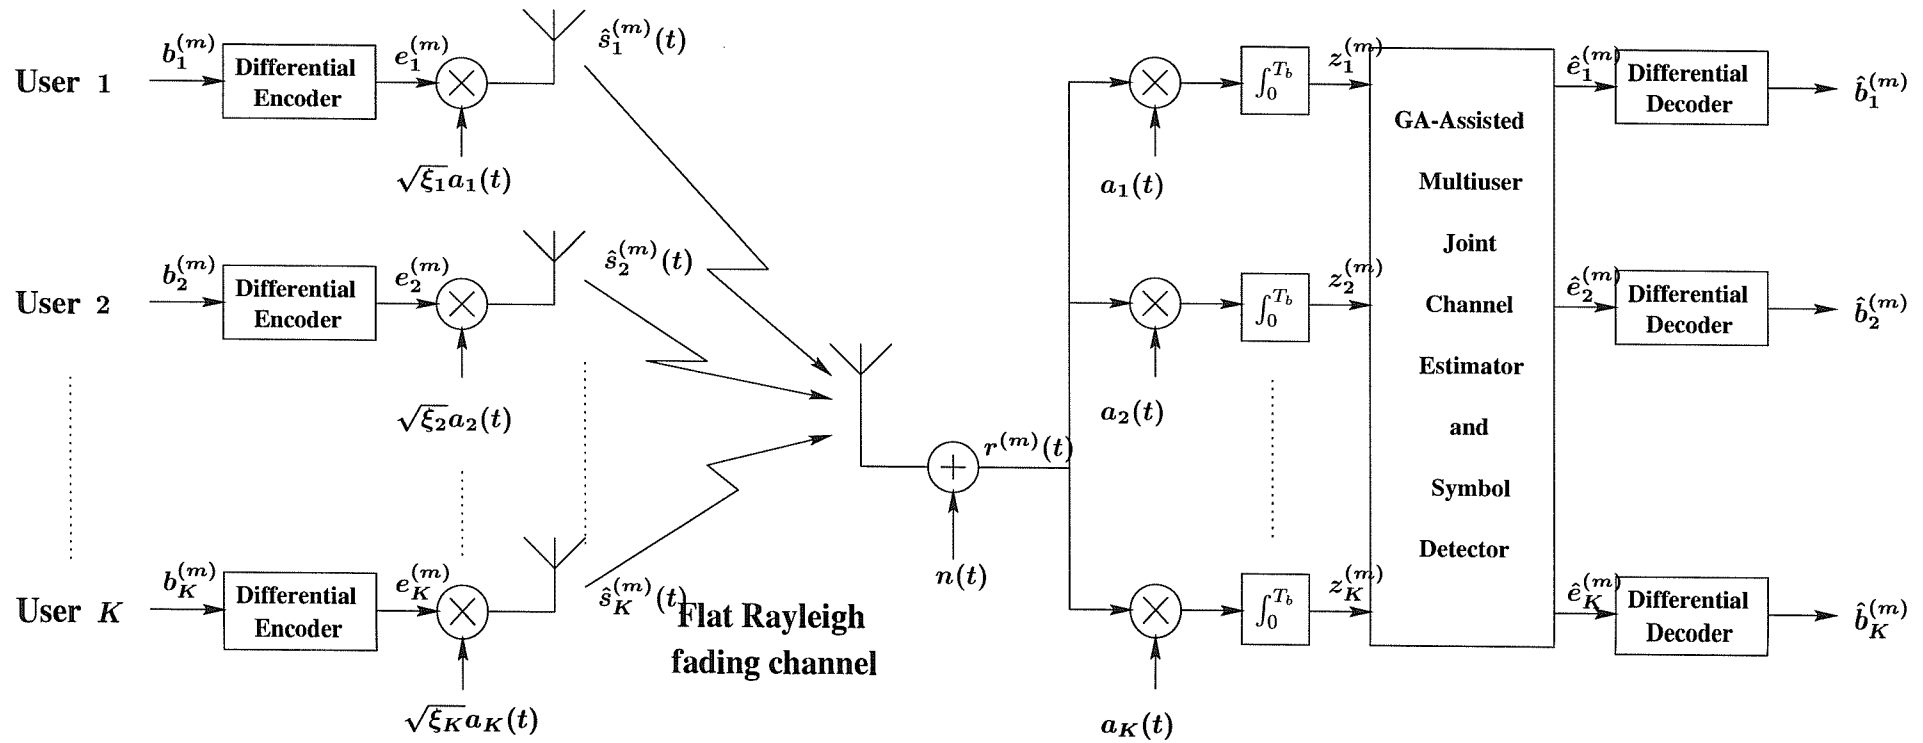 User 1
b_1^{(m)}
Differential
Encoder
e_1^{(m)}
√ξ_1 a_1(t)
ŝ_1^{(m)}(t)
User 2
b_2^{(m)}
Differential
Encoder
e_2^{(m)}
√ξ_2 a_2(t)
ŝ_2^{(m)}(t)
User K
b_K^{(m)}
Differential
Encoder
e_K^{(m)}
√ξ_K a_K(t)
ŝ_K^{(m)}(t)
Flat Rayleigh
fading channel
n(t)
r^{(m)}(t)
a_1(t)
∫_0^{T_b}
z_1^{(m)}
a_2(t)
∫_0^{T_b}
z_2^{(m)}
a_K(t)
∫_0^{T_b}
z_K^{(m)}
GA-Assisted
Multiuser
Joint
Channel
Estimator
and
Symbol
Detector
ê_1^{(m)}
Differential
Decoder
b̂_1^{(m)}
ê_2^{(m)}
Differential
Decoder
b̂_2^{(m)}
ê_K^{(m)}
Differential
Decoder
b̂_K^{(m)}